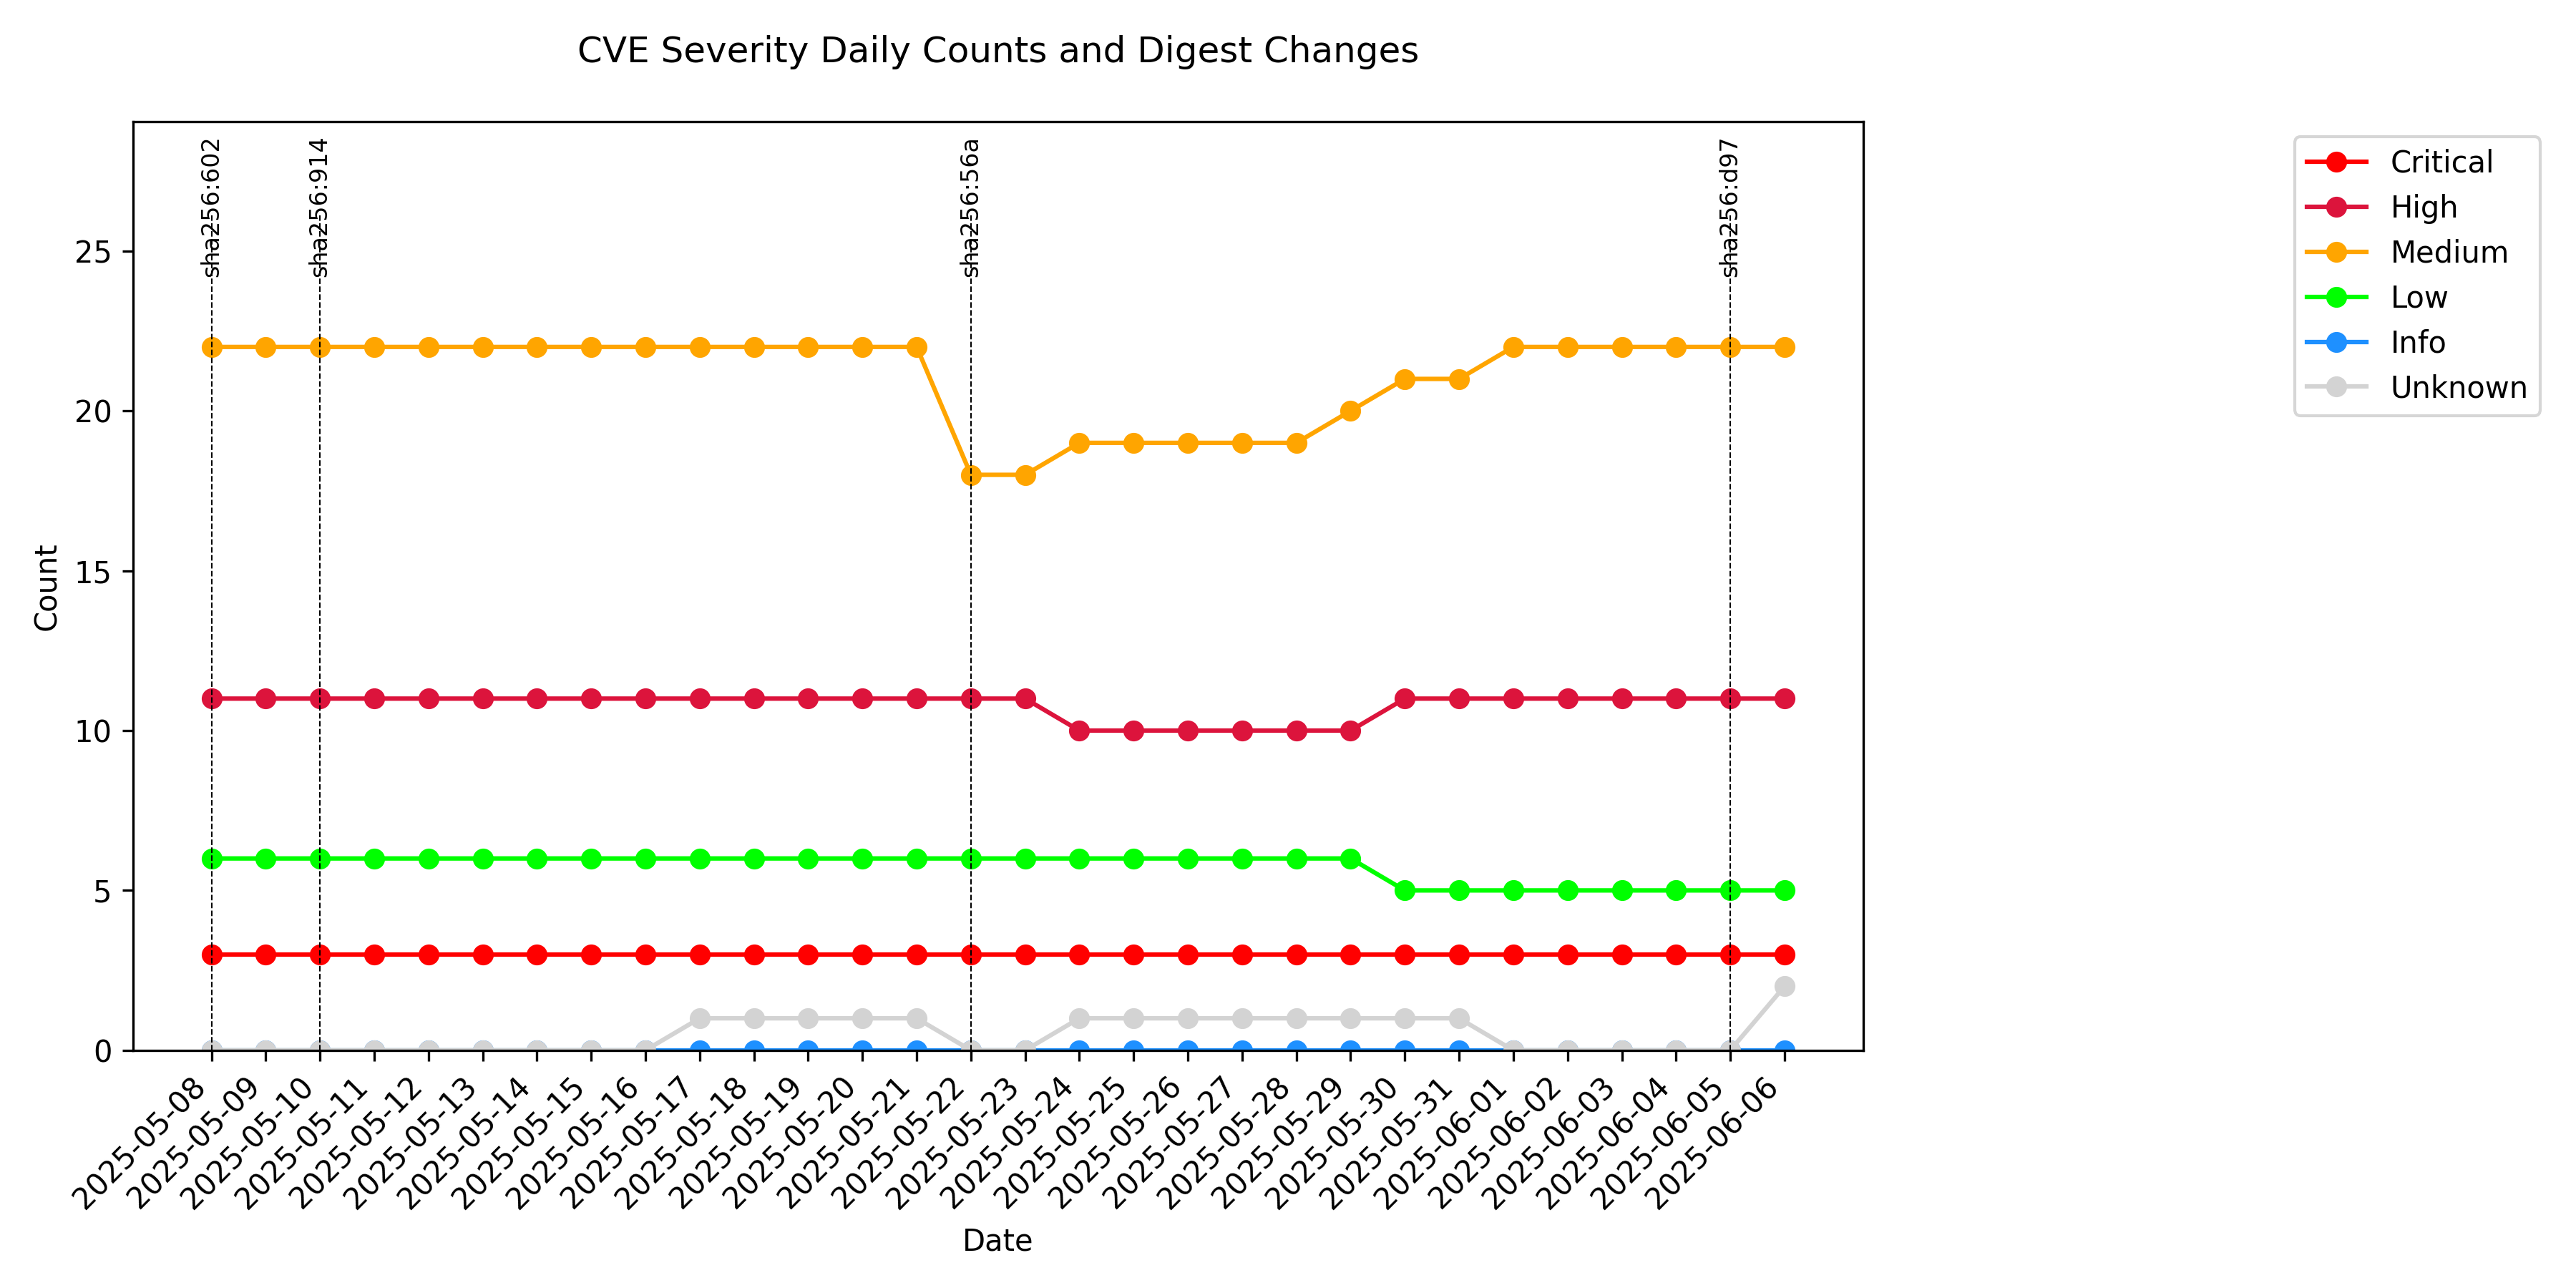 CVE Severity Daily Counts and Digest Changes
sha256:602
sha256:914
sha256:56a
sha256:d97
Critical
High
Medium
Low
Info
Unknown
25
20
15
10
5
0
Count
2025-05-08
2025-05-09
2025-05-10
2025-05-11
2025-05-12
2025-05-13
2025-05-14
2025-05-15
2025-05-16
2025-05-17
2025-05-18
2025-05-19
2025-05-20
2025-05-21
2025-05-22
2025-05-23
2025-05-24
2025-05-25
2025-05-26
2025-05-27
2025-05-28
2025-05-29
2025-05-30
2025-05-31
2025-06-01
2025-06-02
2025-06-03
2025-06-04
2025-06-05
2025-06-06
Date